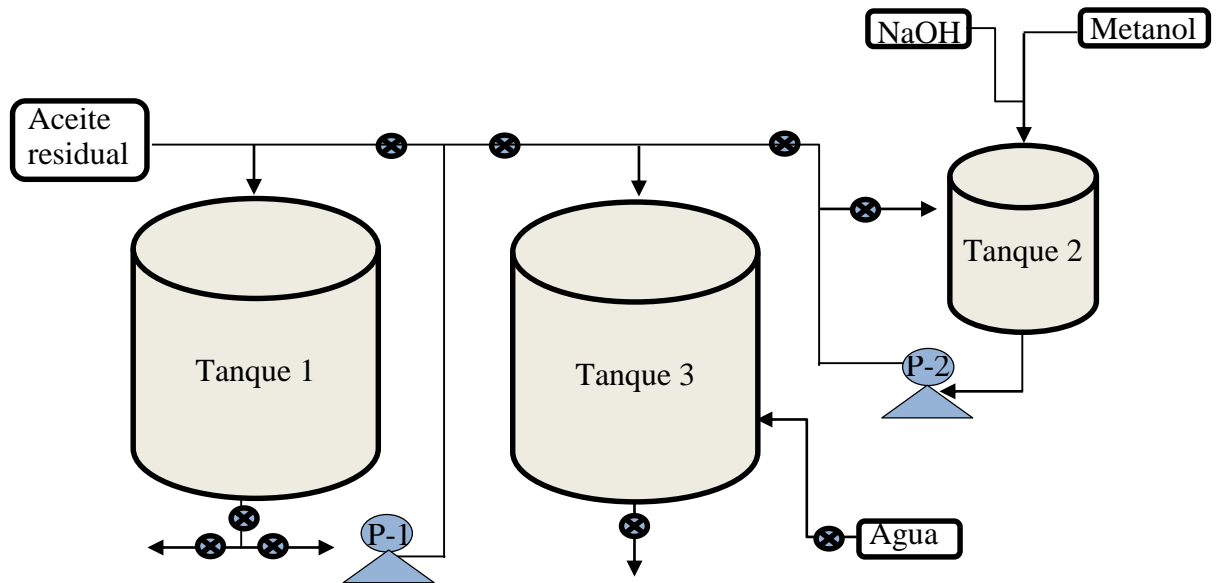 NaOH
Metanol
Aceite
residual
Tanque 2
Tanque 1
Tanque 3
P-2
P-1
Agua